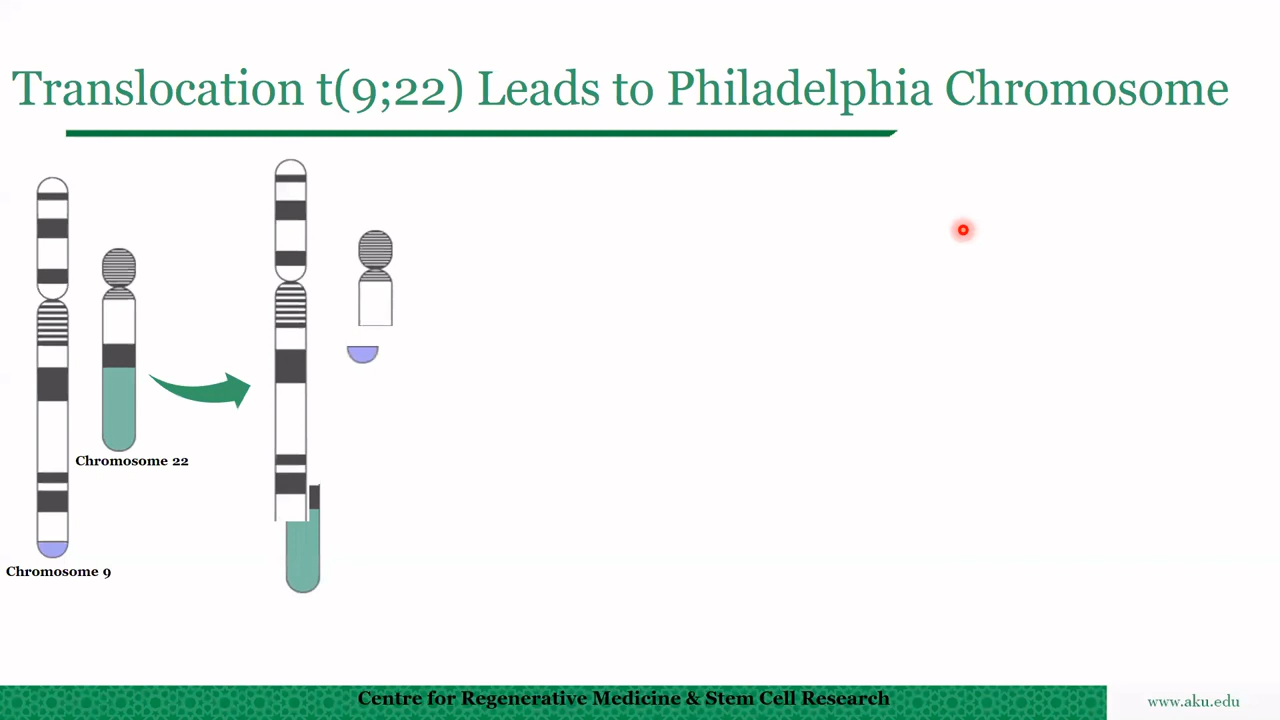 Translocation t(9;22) Leads to Philadelphia Chromosome
Chromosome 22
Chromosome 9
Centre for Regenerative Medicine & Stem Cell Research
www.aku.edu